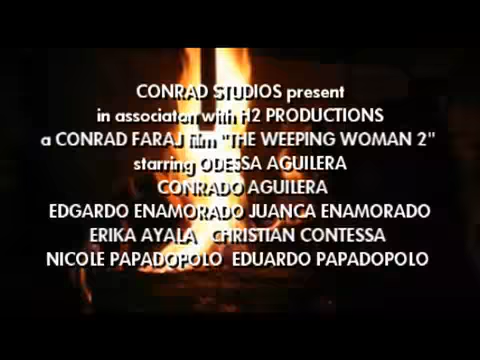 CONRAD STUDIOS present
in associaton with H2 PRODUCTIONS
a CONRAD FARAJ film "THE WEEPING WOMAN 2"
starring ODESSA AGUILERA
CONRADO AGUILERA
EDGARDO ENAMORADO JUANCA ENAMORADO
ERIKA AYALA CHRISTIAN CONTESSA
NICOLE PAPADOPOLO EDUARDO PAPADOPOLO